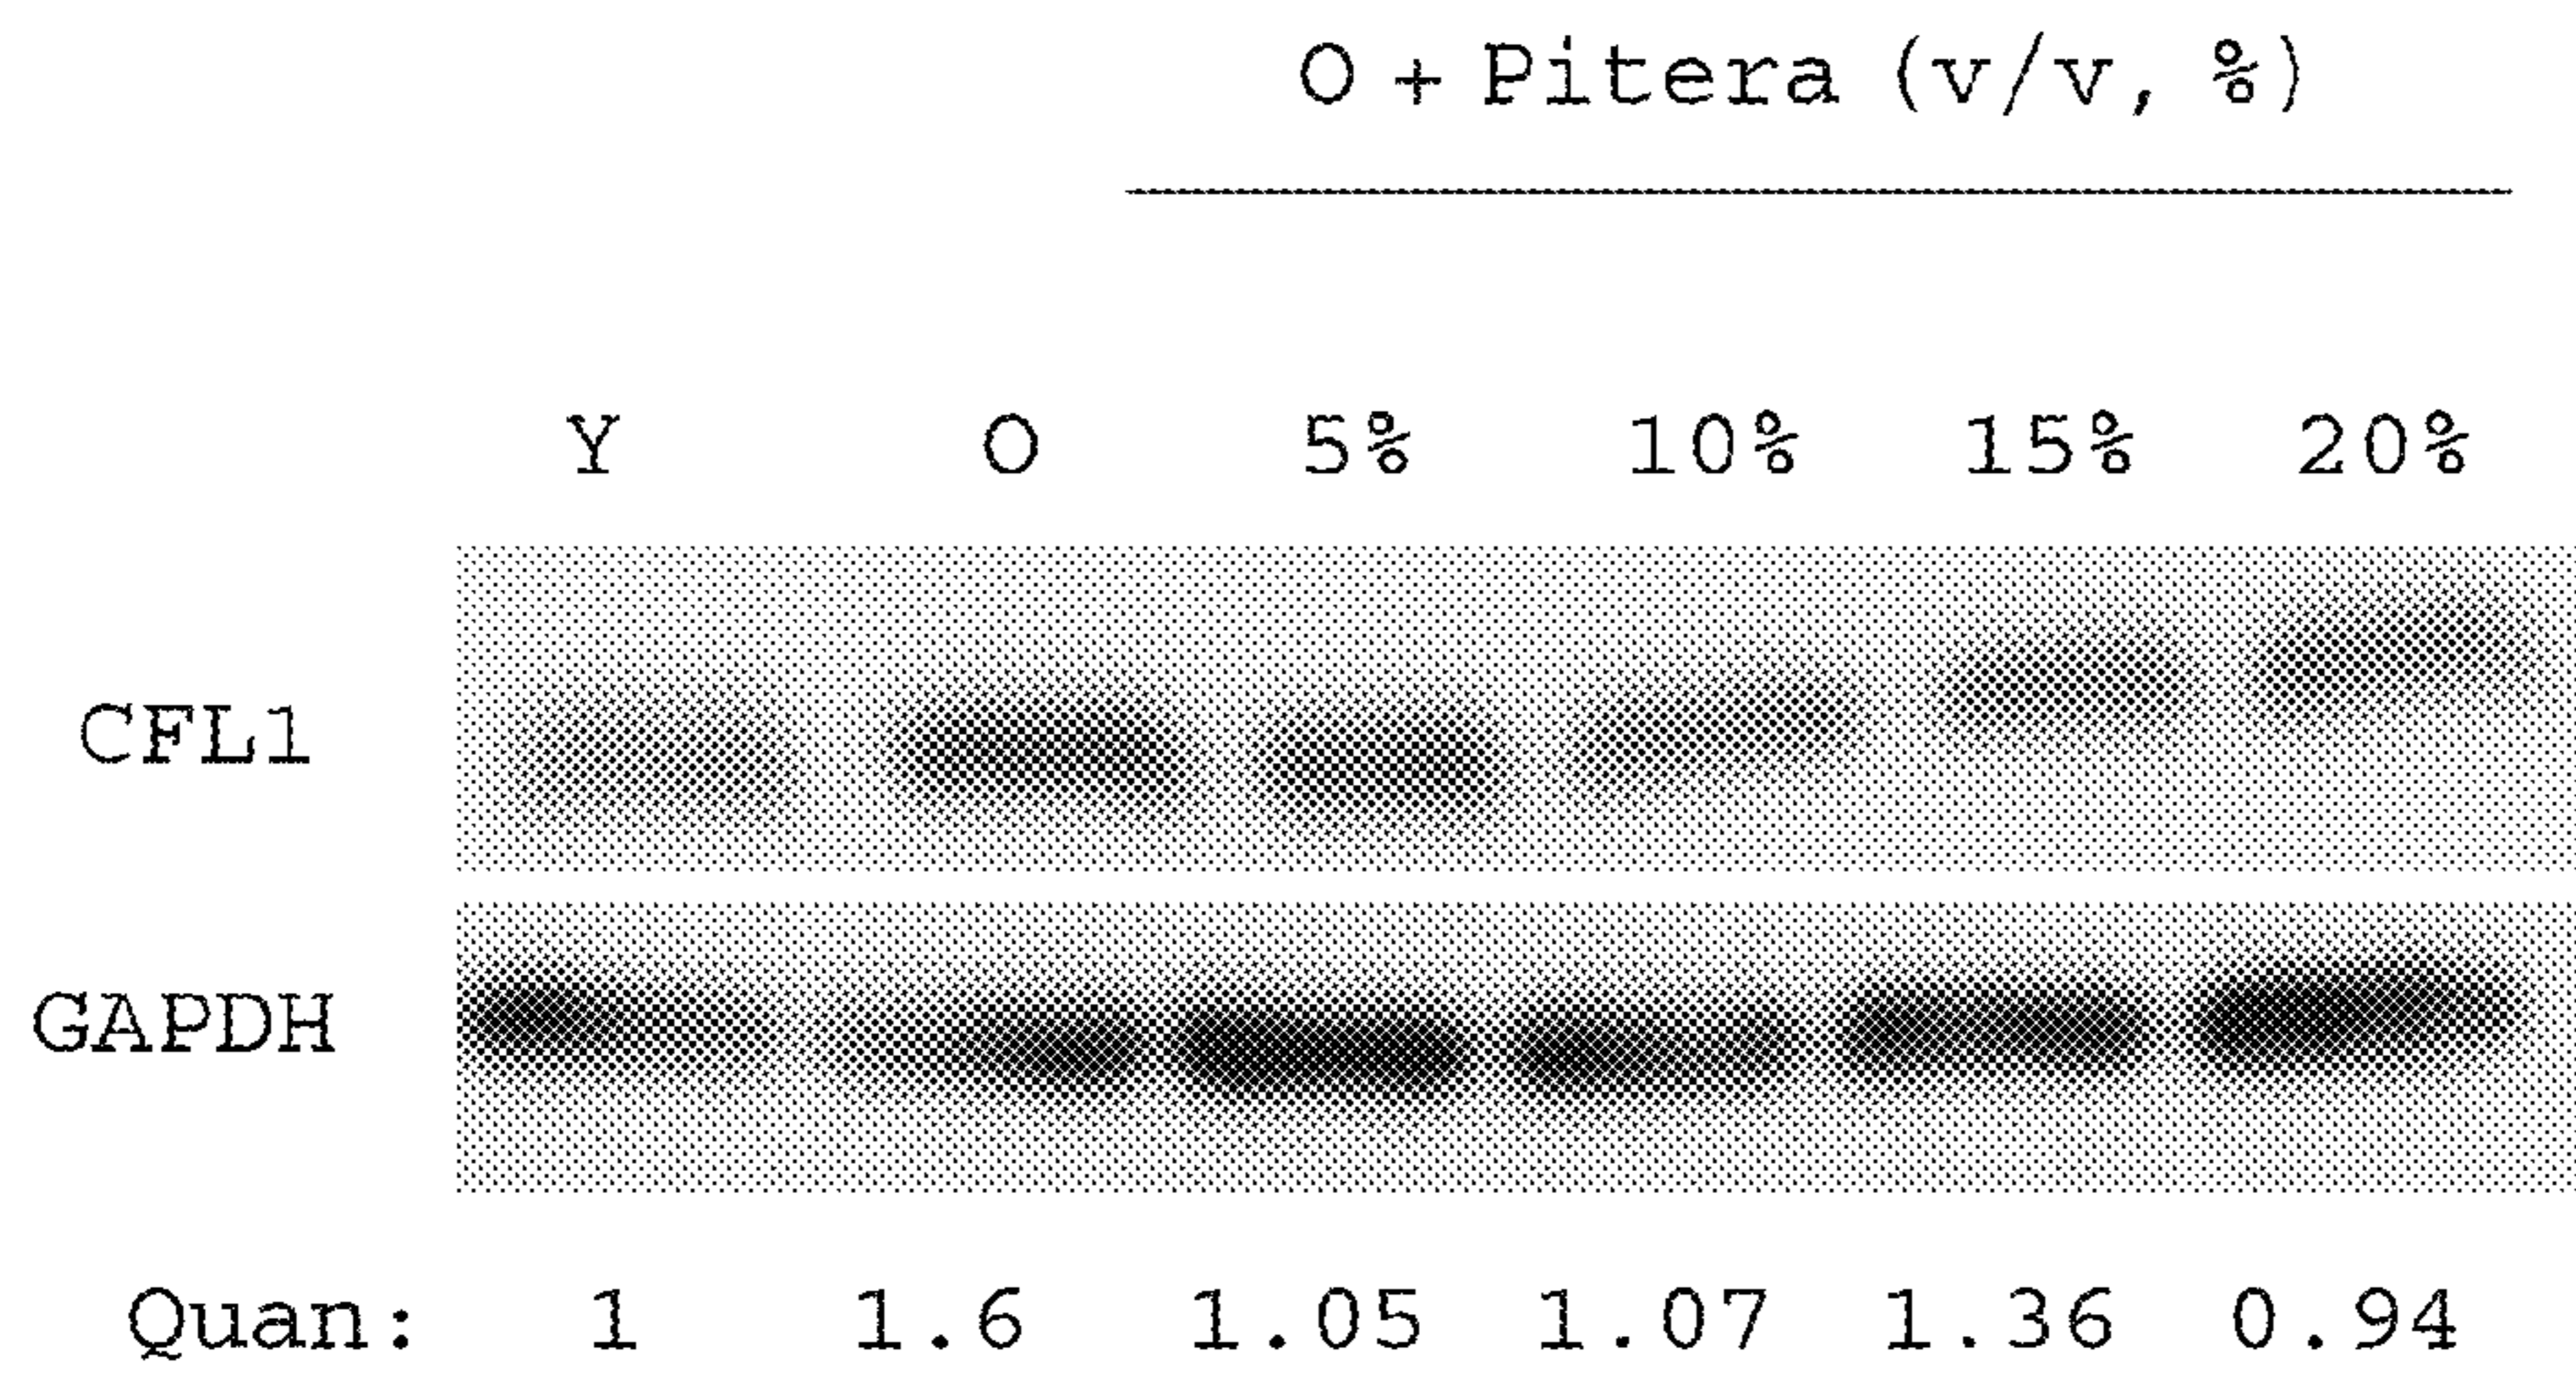 O + Pitera (v/v, %)
Y O 5% 10% 15% 20%
CFL1
GAPDH
Quan: 1 1.6 1.05 1.07 1.36 0.94